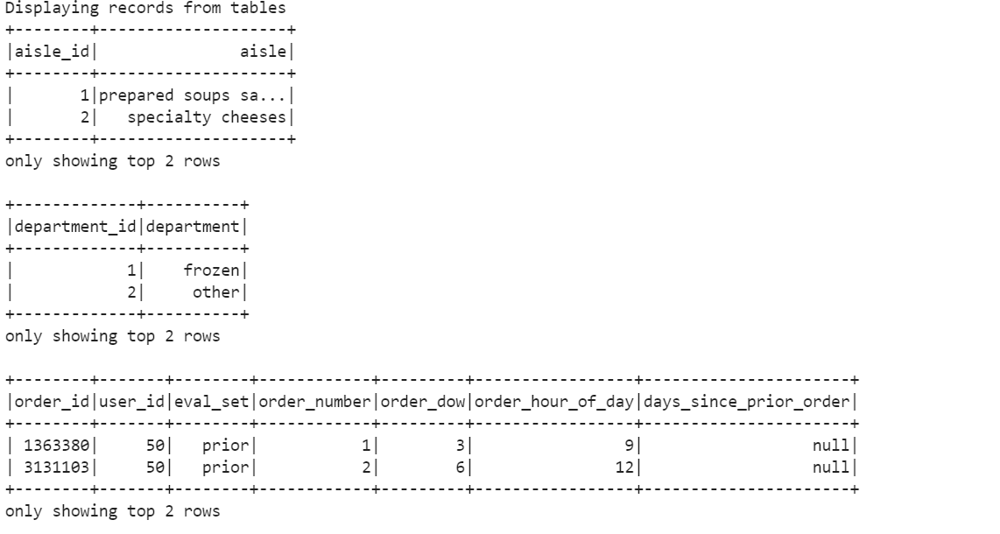 Displaying records from tables
+--------+--------------------+
|aisle_id|               aisle|
+--------+--------------------+
|       1|prepared soups sa...|
|       2|   specialty cheeses|
+--------+--------------------+
only showing top 2 rows

+-------------+----------+
|department_id|department|
+-------------+----------+
|            1|    frozen|
|            2|     other|
+-------------+----------+
only showing top 2 rows

+--------+-------+--------+------------+---------+-----------------+----------------------+
|order_id|user_id|eval_set|order_number|order_dow|order_hour_of_day|days_since_prior_order|
+--------+-------+--------+------------+---------+-----------------+----------------------+
| 1363380|     50|   prior|           1|        3|                9|                  null|
| 3131103|     50|   prior|           2|        6|               12|                  null|
+--------+-------+--------+------------+---------+-----------------+----------------------+
only showing top 2 rows